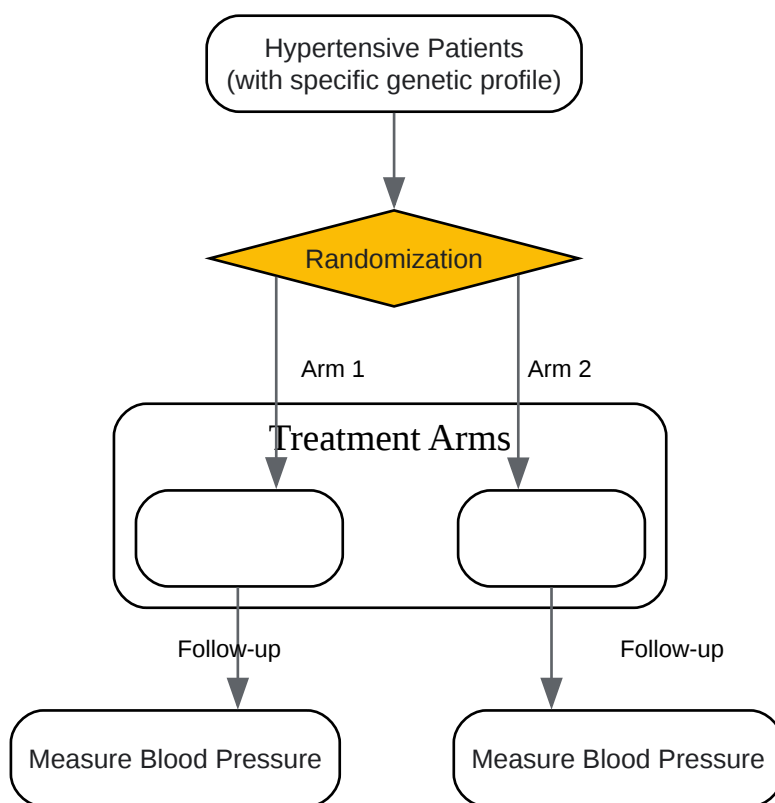 Hypertensive Patients
(with specific genetic profile)
Randomization
Arm 1
Arm 2
Treatment Arms
Follow-up
Follow-up
Measure Blood Pressure
Measure Blood Pressure